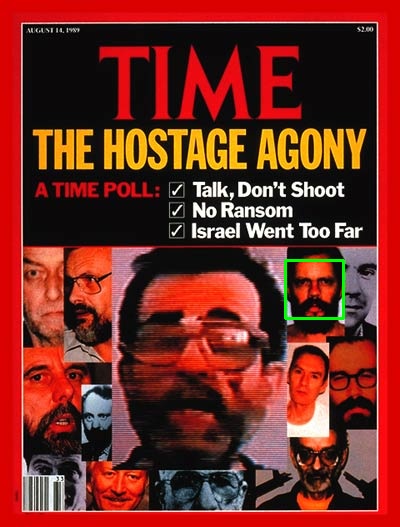 AUGUST 14, 1989
$2.00
TIME
THE HOSTAGE AGONY
A TIME POLL: ☑ Talk, Don't Shoot
☑ No Ransom
☑ Israel Went Too Far
33